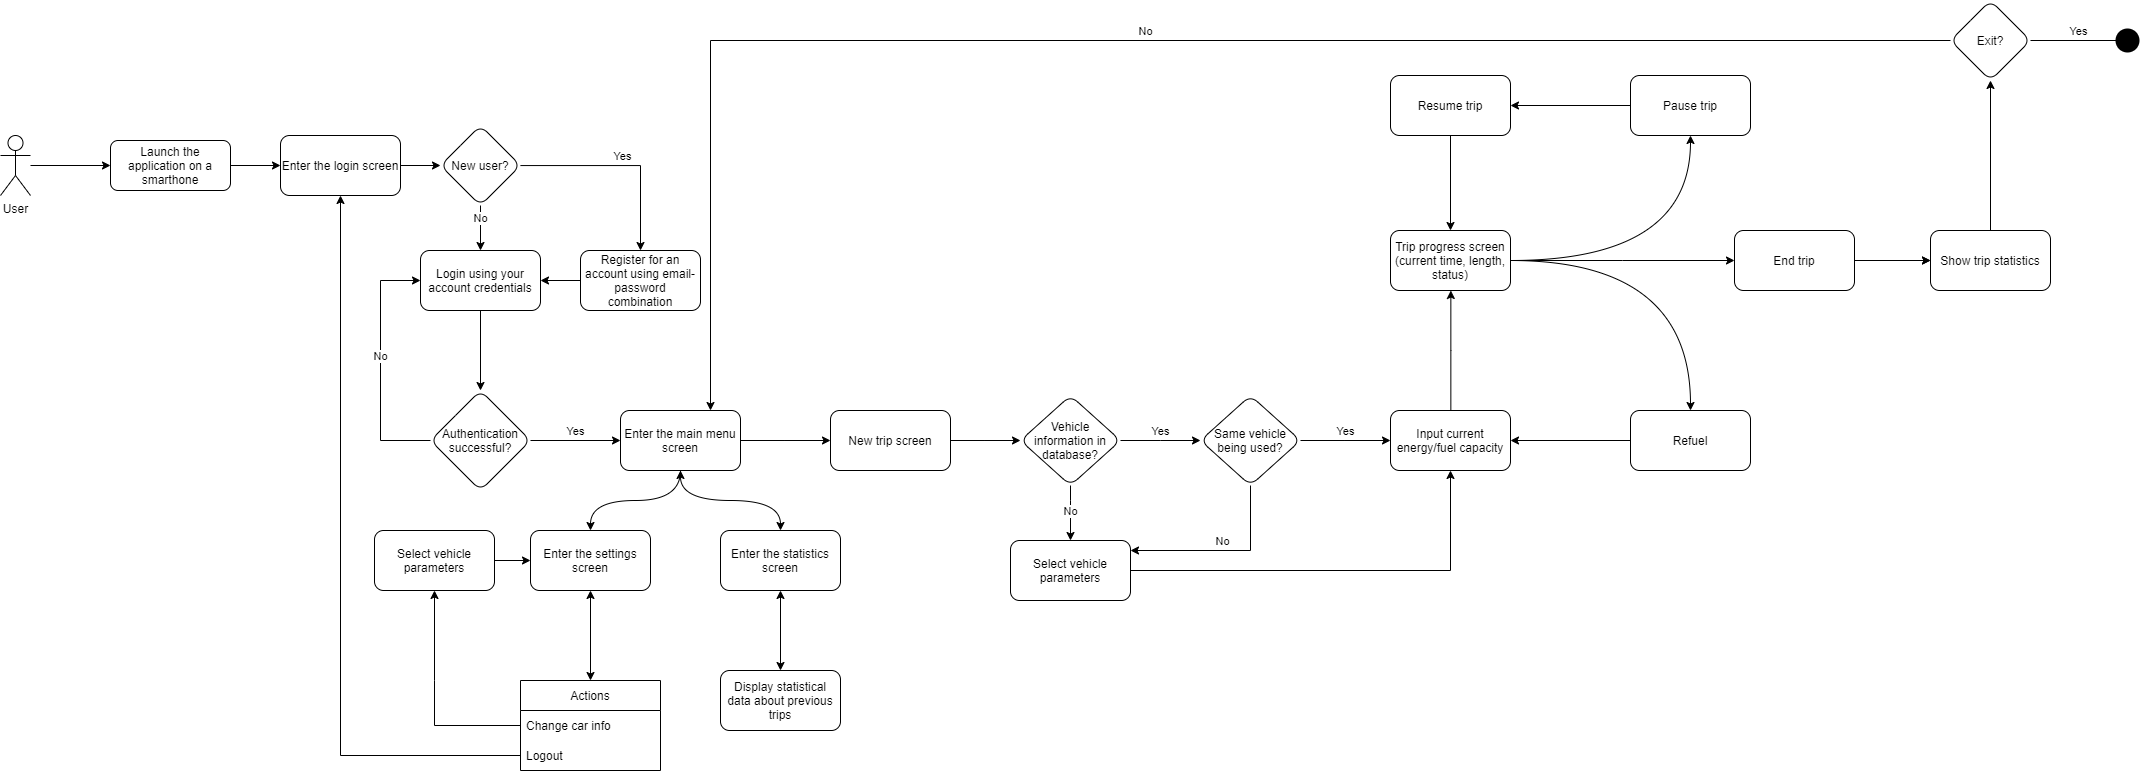 No
Exit?
Yes
Resume trip
Pause trip
User
Launch the
application on a
smarthone
Enter the login screen
New user?
Yes
No
Login using your
account credentials
Register for an
account using email-
password
combination
Trip progress screen
(current time, length,
status)
End trip
Show trip statistics
No
Authentication
successful?
Yes
Enter the main menu
screen
New trip screen
Vehicle
information in
database?
Yes
Same vehicle
being used?
Yes
Input current
energy/fuel capacity
Refuel
No
No
Select vehicle
parameters
Enter the settings
screen
Enter the statistics
screen
Select vehicle
parameters
Display statistical
data about previous
trips
Actions
Change car info
Logout